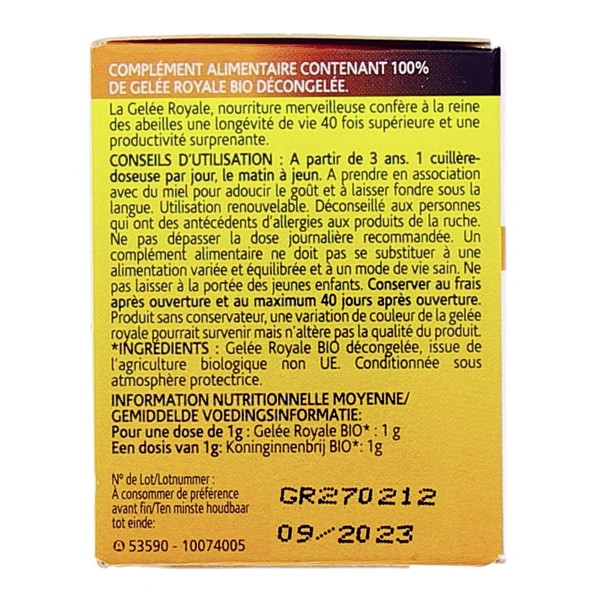 COMPLÉMENT ALIMENTAIRE CONTENANT 100%
DE GELÉE ROYALE BIO DÉCONGELÉE.
La Gelée Royale, nourriture merveilleuse confère à la reine
des abeilles une longévité de vie 40 fois supérieure et une
productivité surprenante.
CONSEILS D'UTILISATION : A partir de 3 ans. 1 cuillère-
doseuse par jour, le matin à jeun. A prendre en association
avec du miel pour adoucir le goût et à laisser fondre sous la
langue. Utilisation renouvelable. Déconseillé aux personnes
qui ont des antécédents d'allergies aux produits de la ruche.
Ne pas dépasser la dose journalière recommandée. Un
complément alimentaire ne doit pas se substituer à une
alimentation variée et équilibrée et à un mode de vie sain. Ne
pas laisser à la portée des jeunes enfants. Conserver au frais
après ouverture et au maximum 40 jours après ouverture.
Produit sans conservateur, une variation de couleur de la gelée
royale pourrait survenir mais n'altère pas la qualité du produit.
*INGRÉDIENTS : Gelée Royale BIO décongelée, issue de
l'agriculture biologique non UE. Conditionnée sous
atmosphère protectrice.
INFORMATION NUTRITIONNELLE MOYENNE/
GEMIDDELDE VOEDINGSINFORMATIE:
Pour une dose de 1g : Gelée Royale BIO* : 1 g
Een dosis van 1g: Koninginnenbrij BIO*: 1g
N° de Lot/Lotnummer :
À consommer de préférence
avant fin/Ten minste houdbaar
tot einde:
GR270212
09/2023
53590 - 10074005